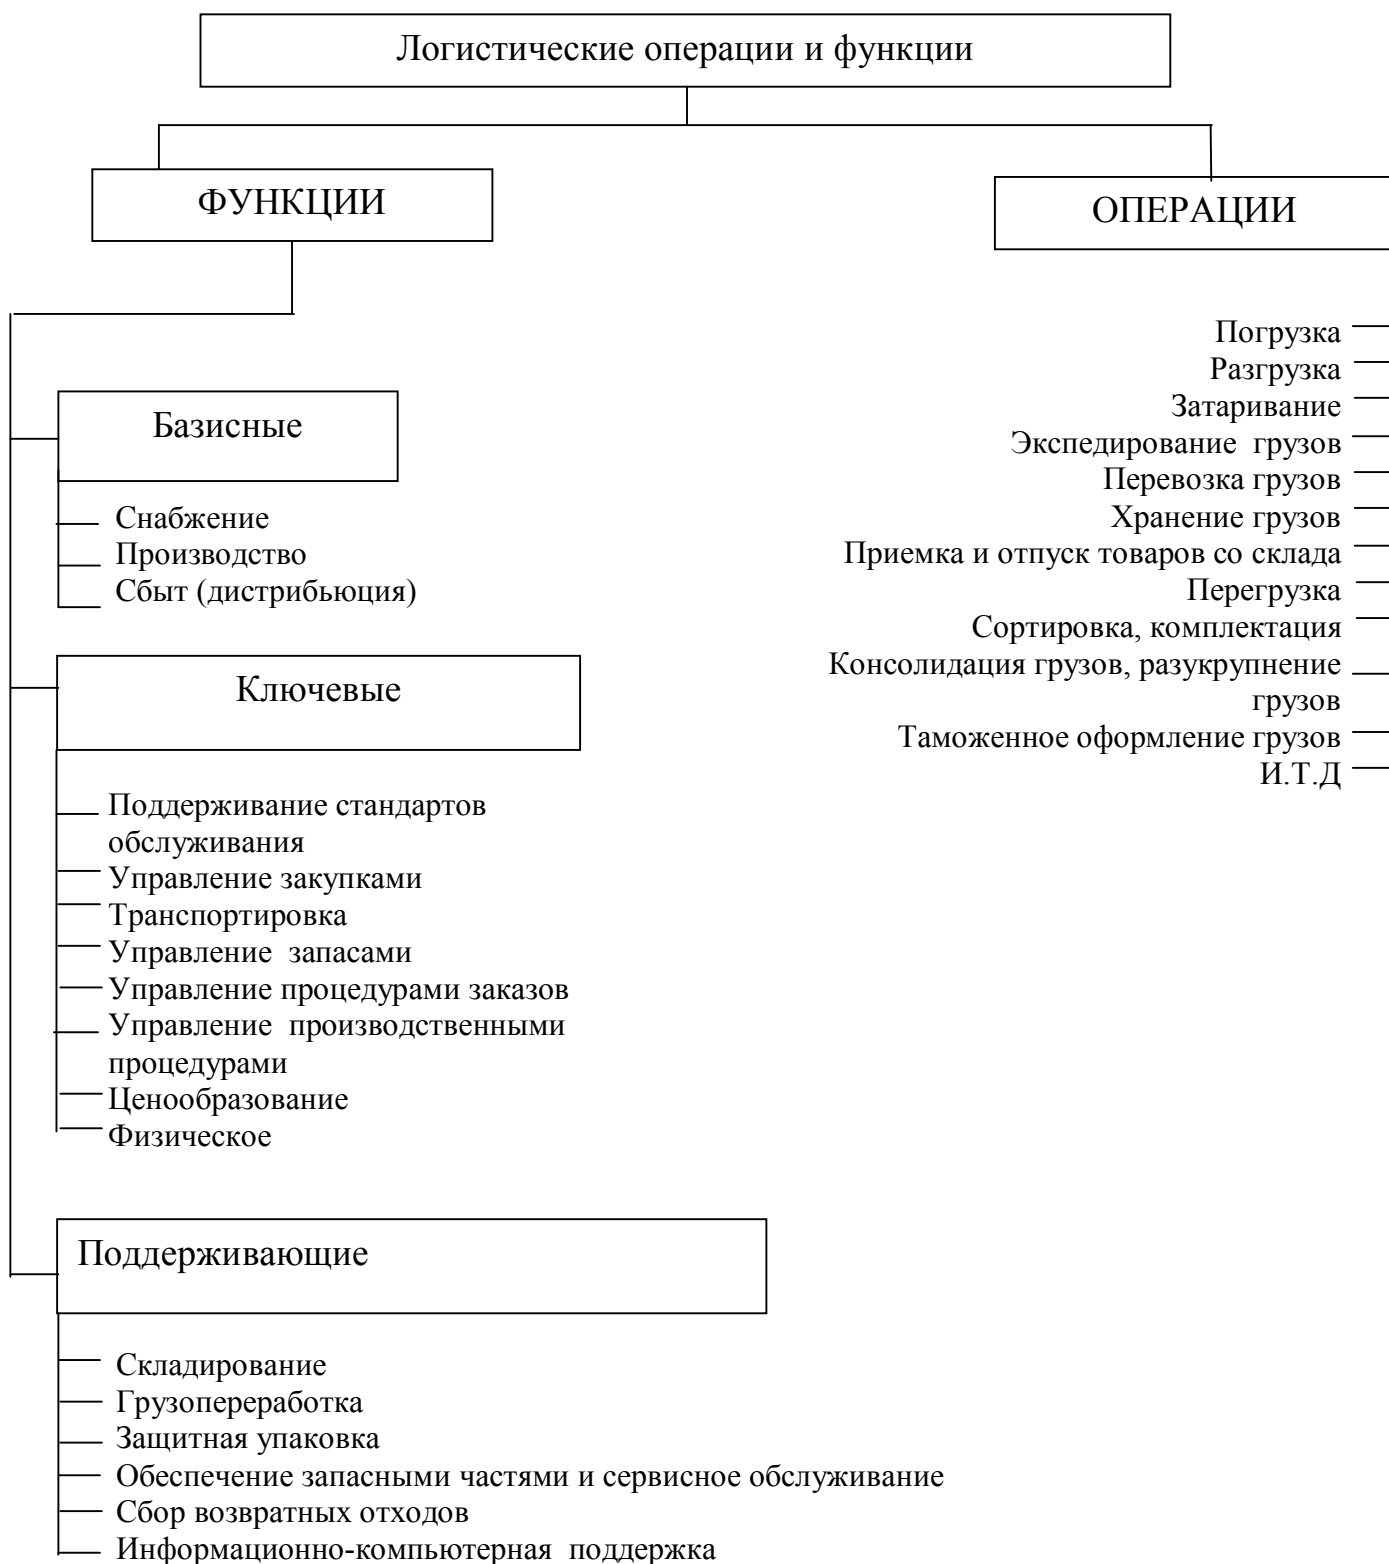 Логистические операции и функции
ФУНКЦИИ
ОПЕРАЦИИ
Базисные
Снабжение
Производство
Сбыт (дистрибьюция)
Ключевые
Поддерживание стандартов
обслуживания
Управление закупками
Транспортировка
Управление запасами
Управление процедурами заказов
Управление производственными
процедурами
Ценообразование
Физическое
Поддерживающие
Складирование
Грузопереработка
Защитная упаковка
Обеспечение запасными частями и сервисное обслуживание
Сбор возвратных отходов
Информационно-компьютерная поддержка
Погрузка
Разгрузка
Затаривание
Экспедирование грузов
Перевозка грузов
Хранение грузов
Приемка и отпуск товаров со склада
Перегрузка
Сортировка, комплектация
Консолидация грузов, разукрупнение
грузов
Таможенное оформление грузов
И.Т.Д